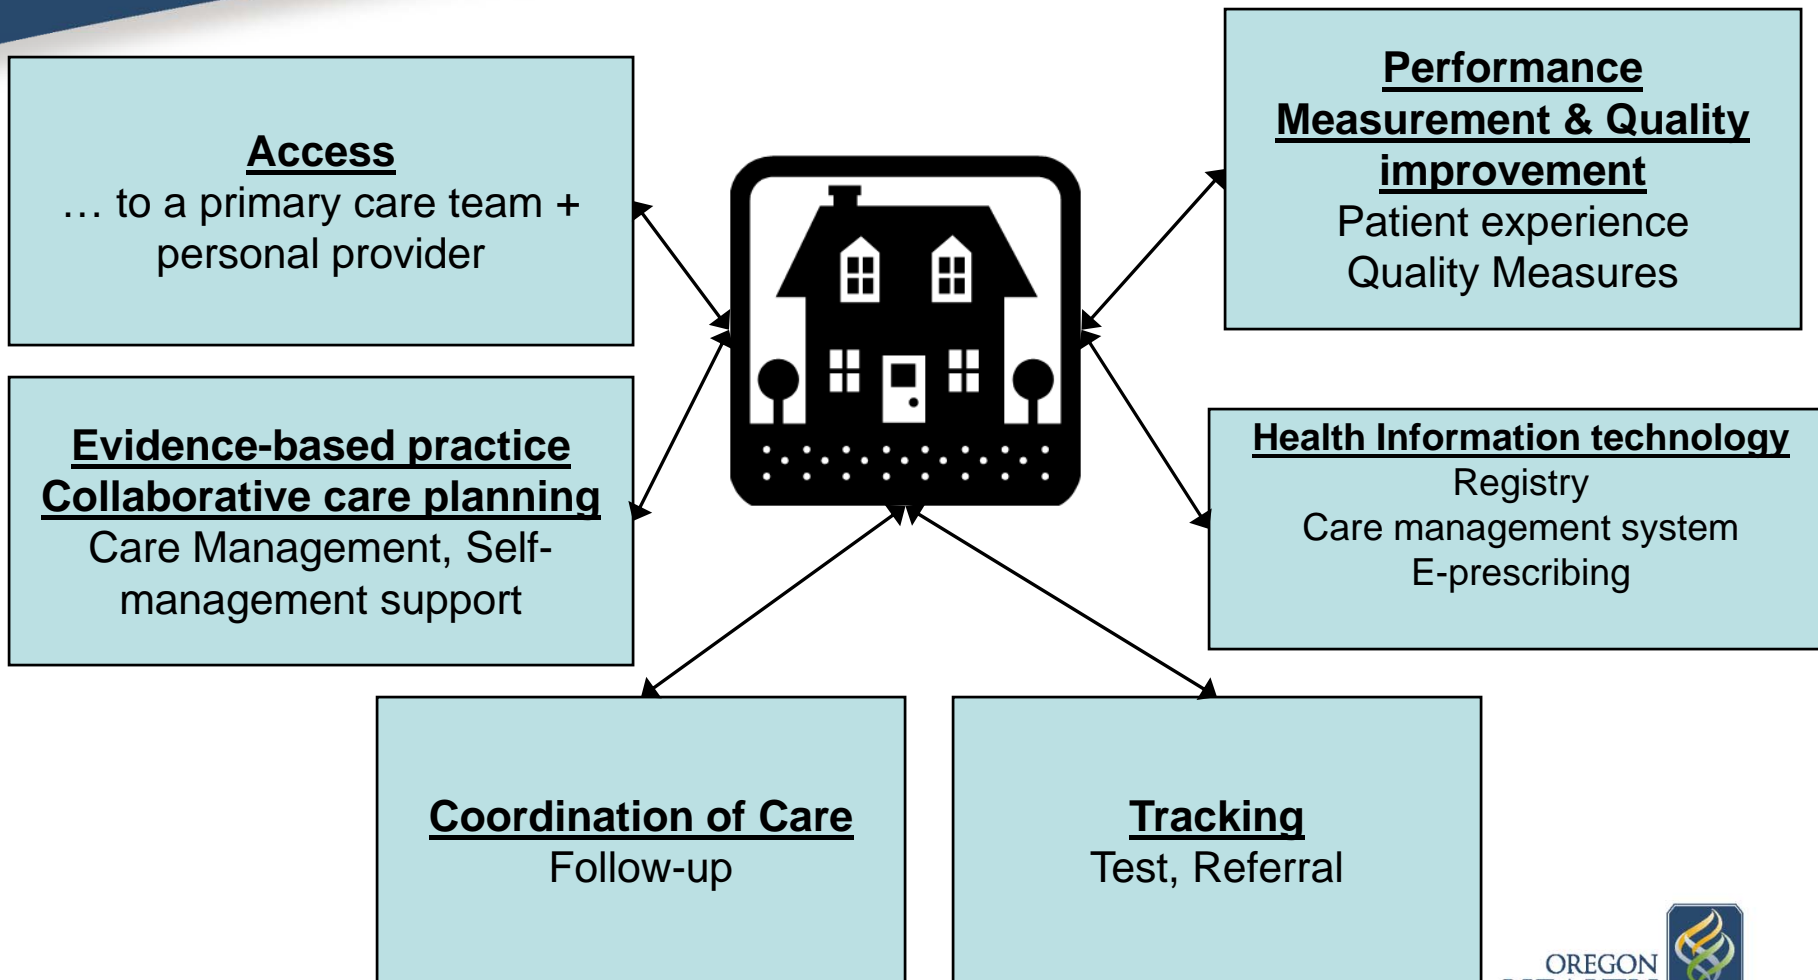 Access
… to a primary care team +
personal provider
Performance
Measurement & Quality
improvement
Patient experience
Quality Measures
Evidence-based practice
Collaborative care planning
Care Management, Self-
management support
Health Information technology
Registry
Care management system
E-prescribing
Coordination of Care
Follow-up
Tracking
Test, Referral
OREGON